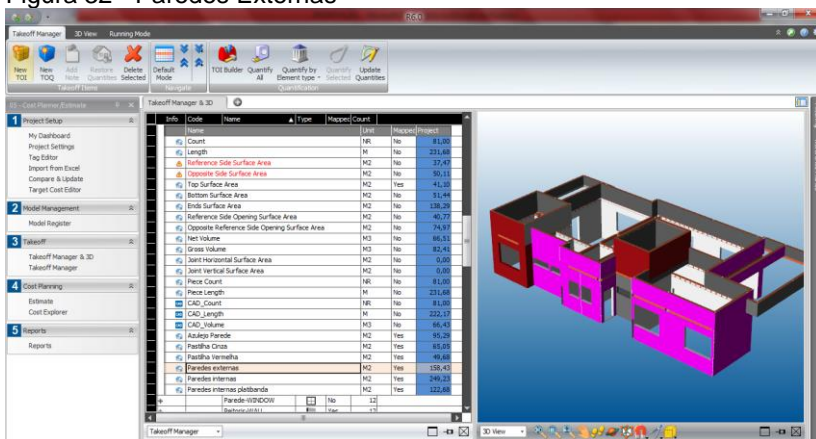 Figura 32 - Paredes Externas
R6.0
Takeoff Manager 3D View Running Mode
New TOI
New TOQ
Add Note
Restore Quantities
Delete Selected
Default Mode
TOI Builder
Quantify All
Quantify by Element type
Quantify Selected
Update Quantities
Takeoff Items
Navigate
Quantification
05 - Cost Planner/Estimate
Takeoff Manager & 3D
1 Project Setup
My Dashboard
Project Settings
Tag Editor
Import from Excel
Compare & Update
Target Cost Editor
2 Model Management
Model Register
3 Takeoff
Takeoff Manager & 3D
Takeoff Manager
4 Cost Planning
Estimate
Cost Explorer
5 Reports
Reports
Info Code Name Type Mapped Count
Name Unit Mapped Project
Count NR No 81,00
Length M No 231,68
Reference Side Surface Area M2 No 37,47
Opposite Side Surface Area M2 No 50,11
Top Surface Area M2 Yes 41,10
Bottom Surface Area M2 No 51,44
Ends Surface Area M2 No 138,29
Reference Side Opening Surface Area M2 No 40,77
Opposite Reference Side Opening Surface Area M2 No 74,97
Net Volume M3 No 66,51
Gross Volume M3 No 82,41
Joint Horizontal Surface Area M2 No 0,00
Joint Vertical Surface Area M2 No 0,00
Piece Count NR No 81,00
Piece Length M No 231,68
CAD_Count NR No 81,00
CAD_Length M No 222,17
CAD_Volume M3 No 66,43
Azulejo Parede M2 Yes 95,29
Pastilha Cinza M2 Yes 65,05
Pastilha Vermelha M2 Yes 49,68
Paredes externas M2 Yes 158,43
Paredes internas M2 Yes 249,23
Paredes internas platibanda M2 Yes 122,68
Parede-WINDOW No 12
Takeoff Manager
3D View